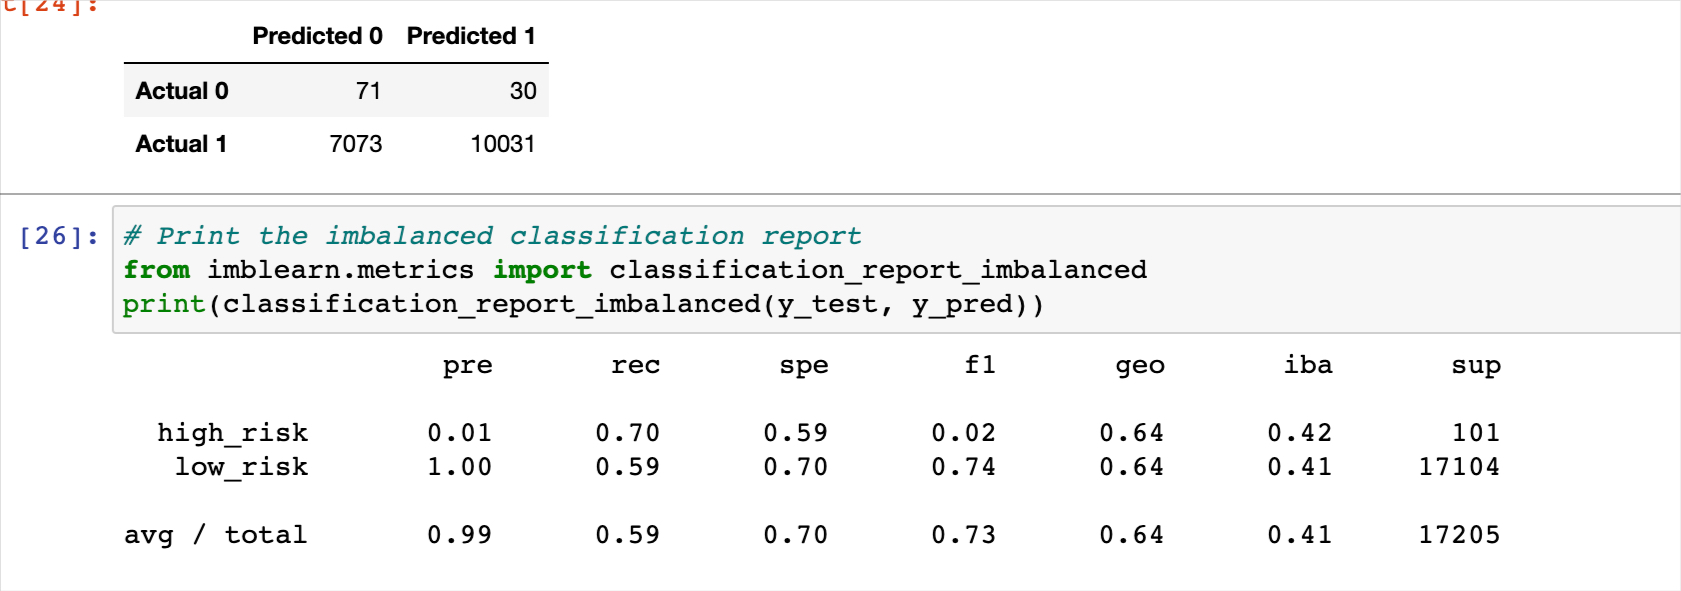 t[24]:
Predicted 0 Predicted 1
Actual 0 71 30
Actual 1 7073 10031
[26]: # Print the imbalanced classification report
from imblearn.metrics import classification_report_imbalanced
print(classification_report_imbalanced(y_test, y_pred))
pre rec spe f1 geo iba sup
high_risk 0.01 0.70 0.59 0.02 0.64 0.42 101
low_risk 1.00 0.59 0.70 0.74 0.64 0.41 17104
avg / total 0.99 0.59 0.70 0.73 0.64 0.41 17205